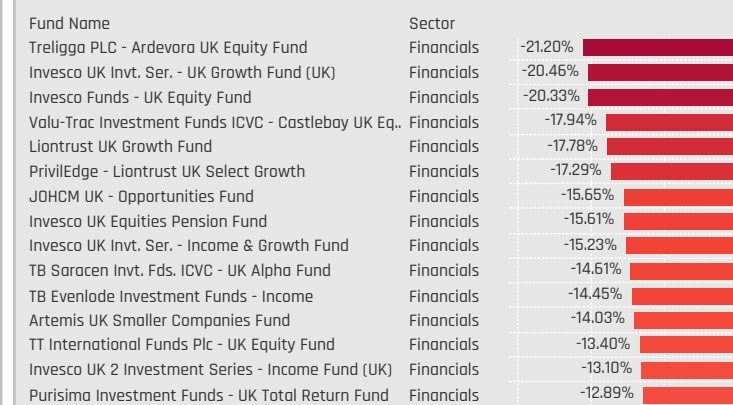 Fund Name Sector
Treligga PLC - Ardevora UK Equity Fund Financials -21.20%
Invesco UK Invt. Ser. - UK Growth Fund (UK) Financials -20.46%
Invesco Funds - UK Equity Fund Financials -20.33%
Valu-Trac Investment Funds ICVC - Castlebay UK Eq.. Financials -17.94%
Liontrust UK Growth Fund Financials -17.78%
PrivilEdge - Liontrust UK Select Growth Financials -17.29%
JOHCM UK - Opportunities Fund Financials -15.65%
Invesco UK Equities Pension Fund Financials -15.61%
Invesco UK Invt. Ser. - Income & Growth Fund Financials -15.23%
TB Saracen Invt. Fds. ICVC - UK Alpha Fund Financials -14.61%
TB Evenlode Investment Funds - Income Financials -14.45%
Artemis UK Smaller Companies Fund Financials -14.03%
TT International Funds Plc - UK Equity Fund Financials -13.40%
Invesco UK 2 Investment Series - Income Fund (UK) Financials -13.10%
Purisima Investment Funds - UK Total Return Fund Financials -12.89%